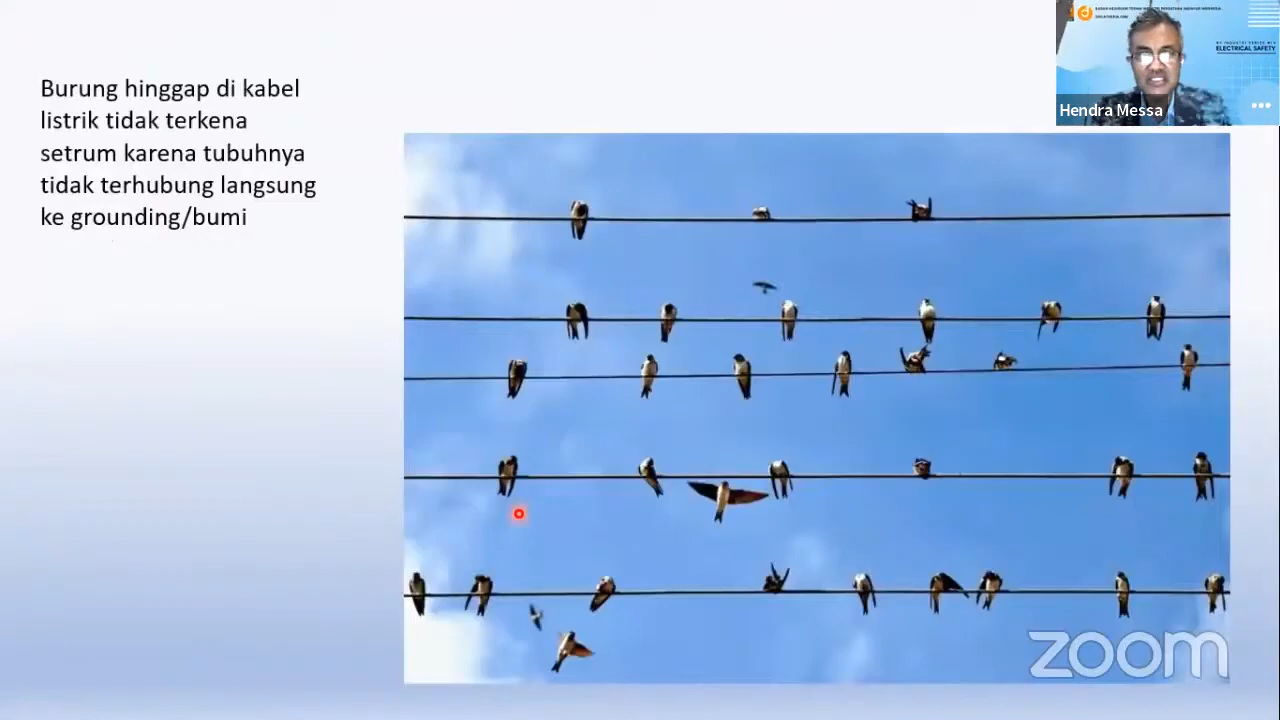 Burung hinggap di kabel
listrik tidak terkena
setrum karena tubuhnya
tidak terhubung langsung
ke grounding/bumi
ELECTRICAL SAFETY
Hendra Messa
zoom